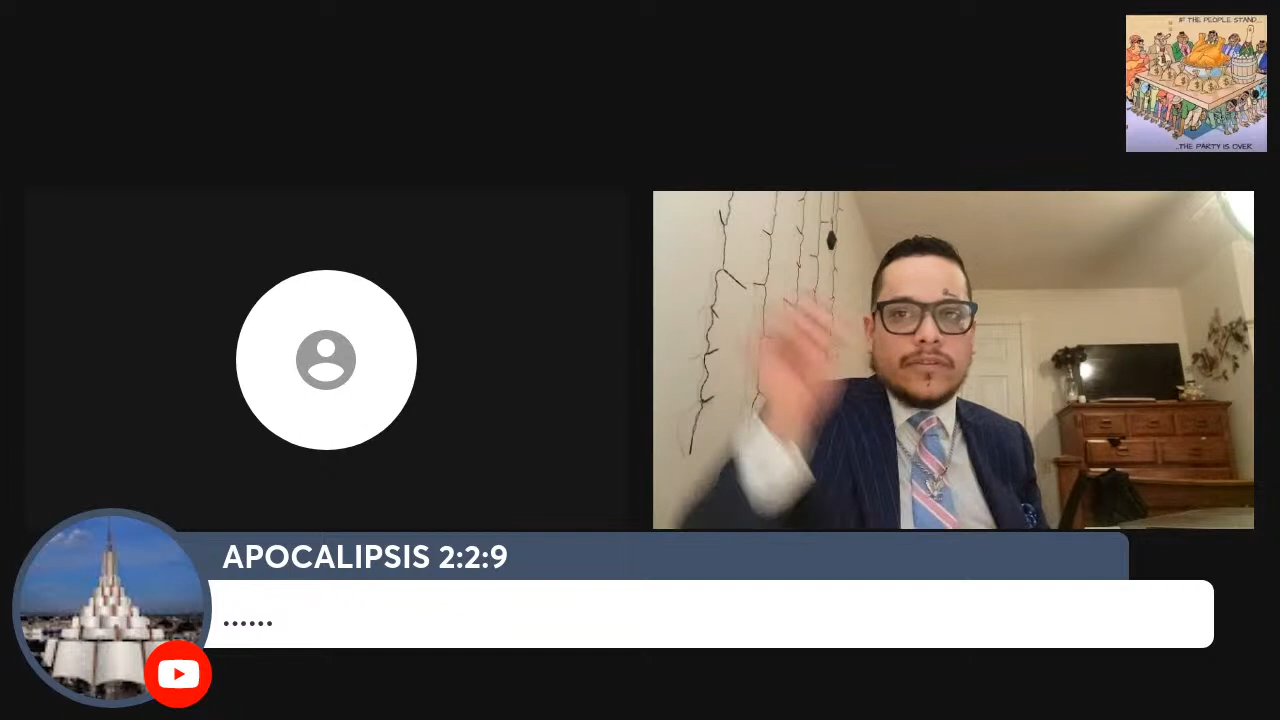 IF THE PEOPLE STAND...
...THE PARTY IS OVER
APOCALIPSIS 2:2:9
......